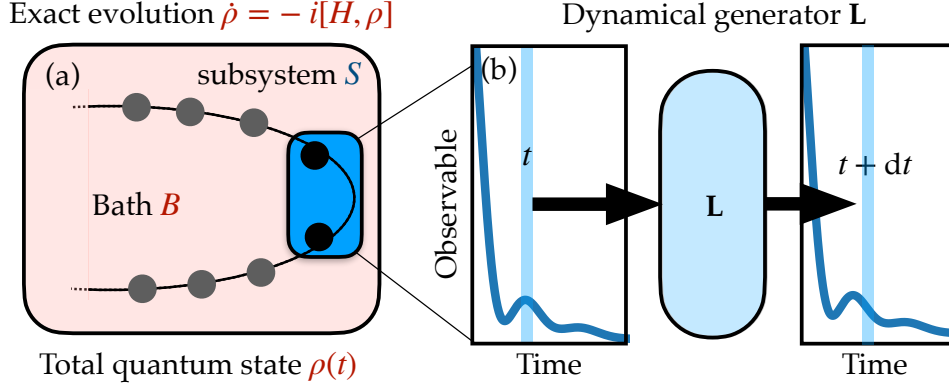 Exact evolution ρ̇ = − i[H, ρ]
Dynamical generator L
(a)
subsystem S
Bath B
Total quantum state ρ(t)
(b)
Observable
t
L
t + dt
Time
Time